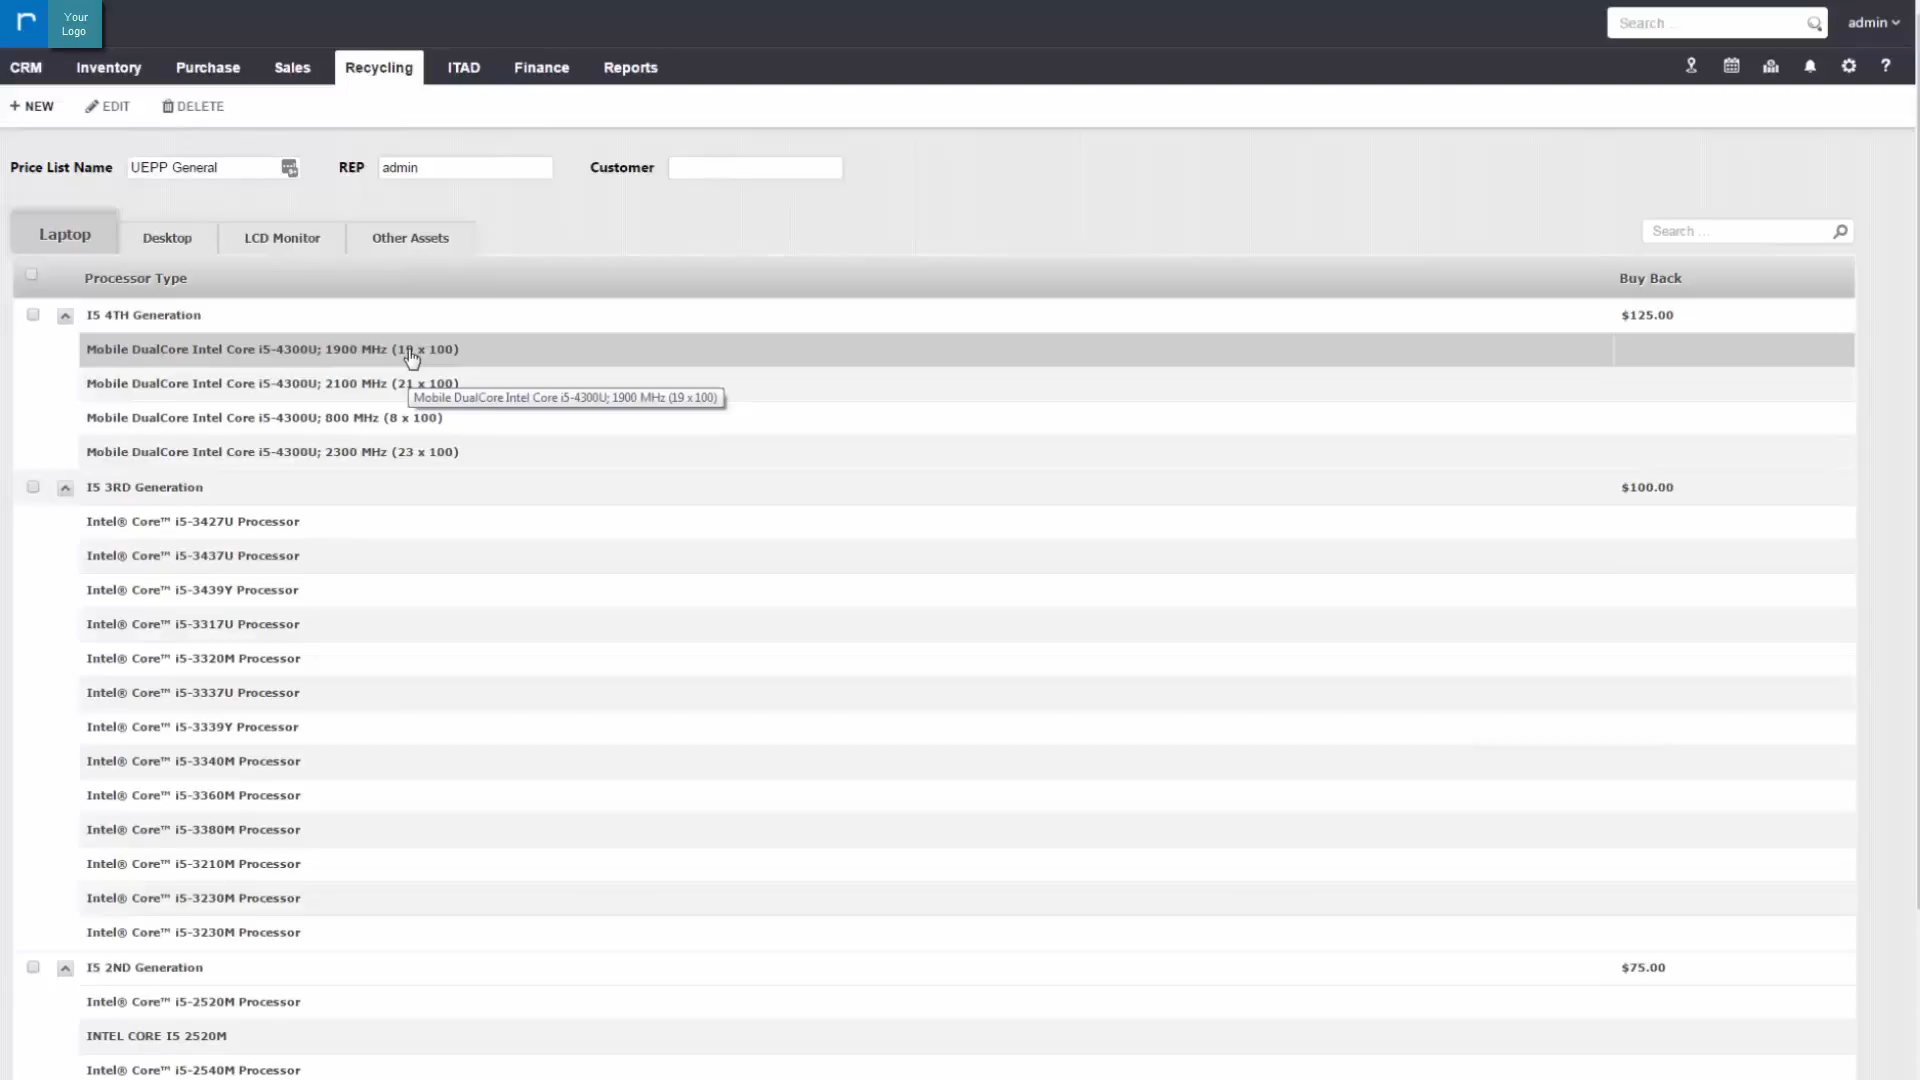 Your
Logo
Search ...
admin
CRM Inventory Purchase Sales Recycling ITAD Finance Reports
?
+ NEW EDIT DELETE
Price List Name UEPP General REP admin Customer
Laptop Desktop LCD Monitor Other Assets Search ...
Processor Type Buy Back
I5 4TH Generation $125.00
Mobile DualCore Intel Core i5-4300U; 1900 MHz (19 x 100)
Mobile DualCore Intel Core i5-4300U; 2100 MHz (21 x 100)
Mobile DualCore Intel Core i5-4300U; 1900 MHz (19 x 100)
Mobile DualCore Intel Core i5-4300U; 800 MHz (8 x 100)
Mobile DualCore Intel Core i5-4300U; 2300 MHz (23 x 100)
I5 3RD Generation $100.00
Intel® Core™ i5-3427U Processor
Intel® Core™ i5-3437U Processor
Intel® Core™ i5-3439Y Processor
Intel® Core™ i5-3317U Processor
Intel® Core™ i5-3320M Processor
Intel® Core™ i5-3337U Processor
Intel® Core™ i5-3339Y Processor
Intel® Core™ i5-3340M Processor
Intel® Core™ i5-3360M Processor
Intel® Core™ i5-3380M Processor
Intel® Core™ i5-3210M Processor
Intel® Core™ i5-3230M Processor
Intel® Core™ i5-3230M Processor
I5 2ND Generation $75.00
Intel® Core™ i5-2520M Processor
INTEL CORE I5 2520M
Intel® Core™ i5-2540M Processor